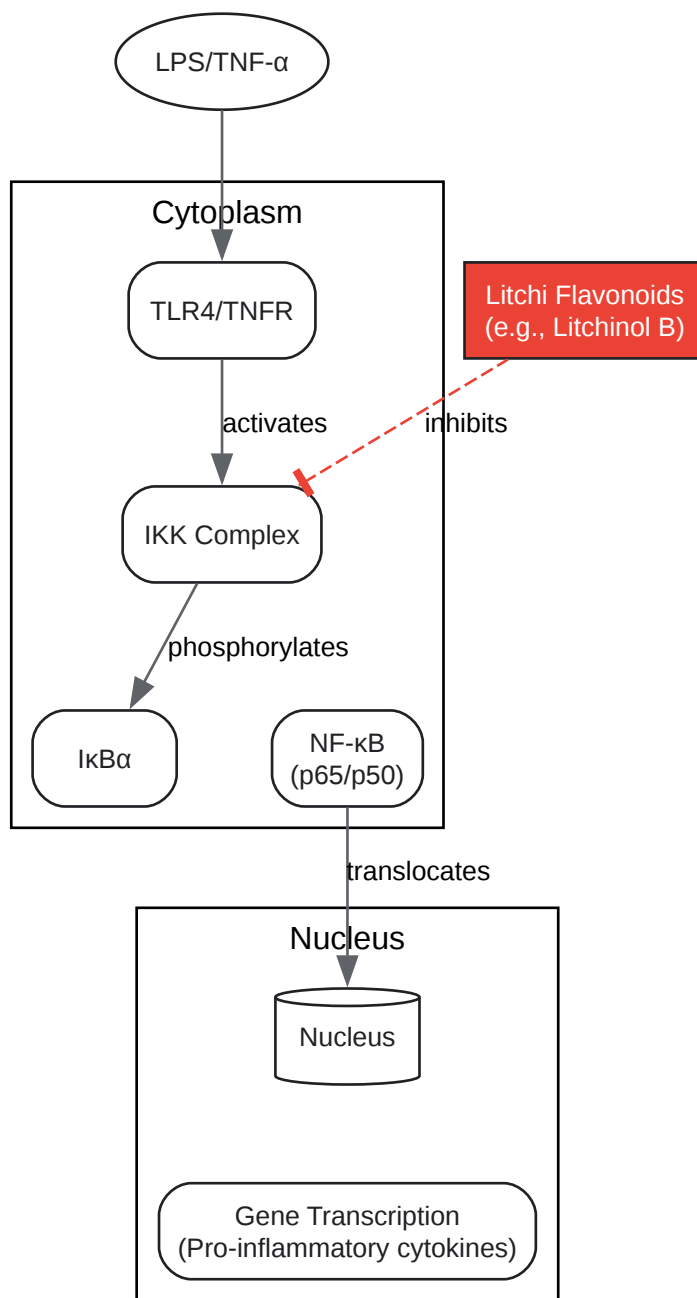 LPS/TNF-α
Cytoplasm
TLR4/TNFR
Litchi Flavonoids
(e.g., Litchinol B)
activates
inhibits
IKK Complex
phosphorylates
IκBα
NF-κB
(p65/p50)
translocates
Nucleus
Nucleus
Gene Transcription
(Pro-inflammatory cytokines)